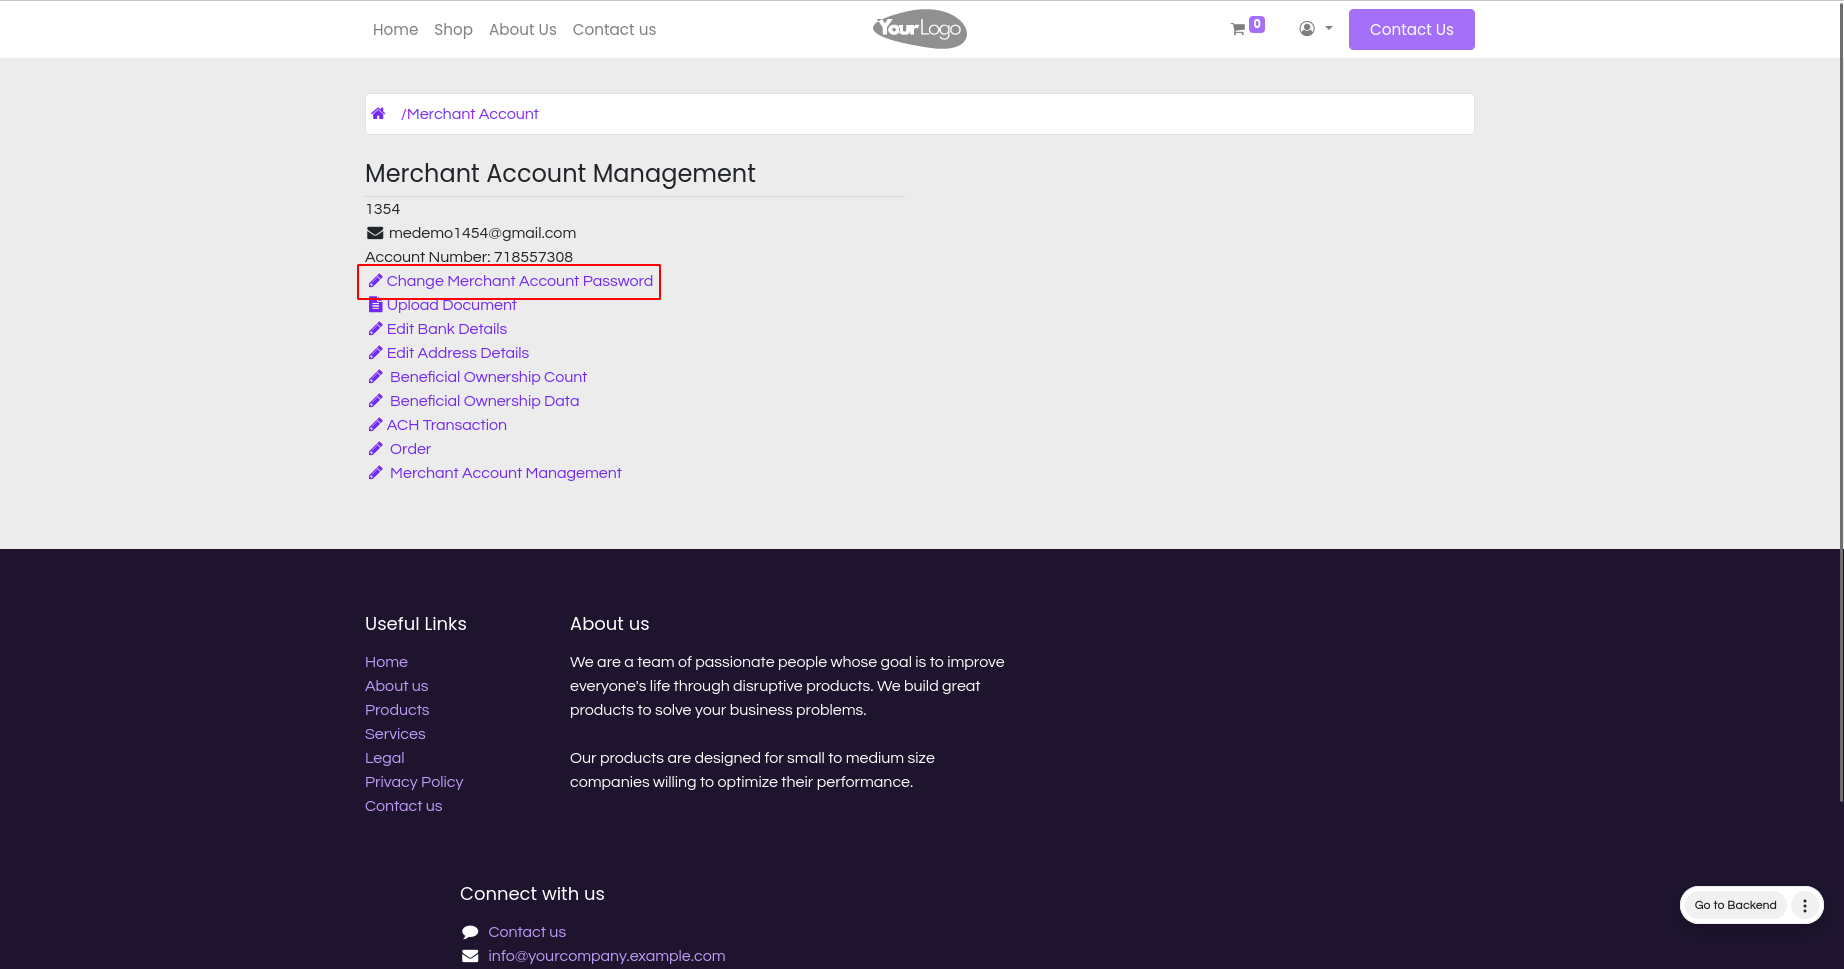 Home Shop About Us Contact us YourLogo 0 Contact Us
/Merchant Account
Merchant Account Management
1354
medemo1454@gmail.com
Account Number: 718557308
Change Merchant Account Password
Upload Document
Edit Bank Details
Edit Address Details
Beneficial Ownership Count
Beneficial Ownership Data
ACH Transaction
Order
Merchant Account Management
Useful Links
Home
About us
Products
Services
Legal
Privacy Policy
Contact us
About us
We are a team of passionate people whose goal is to improve
everyone's life through disruptive products. We build great
products to solve your business problems.
Our products are designed for small to medium size
companies willing to optimize their performance.
Connect with us
Contact us
info@yourcompany.example.com
Go to Backend